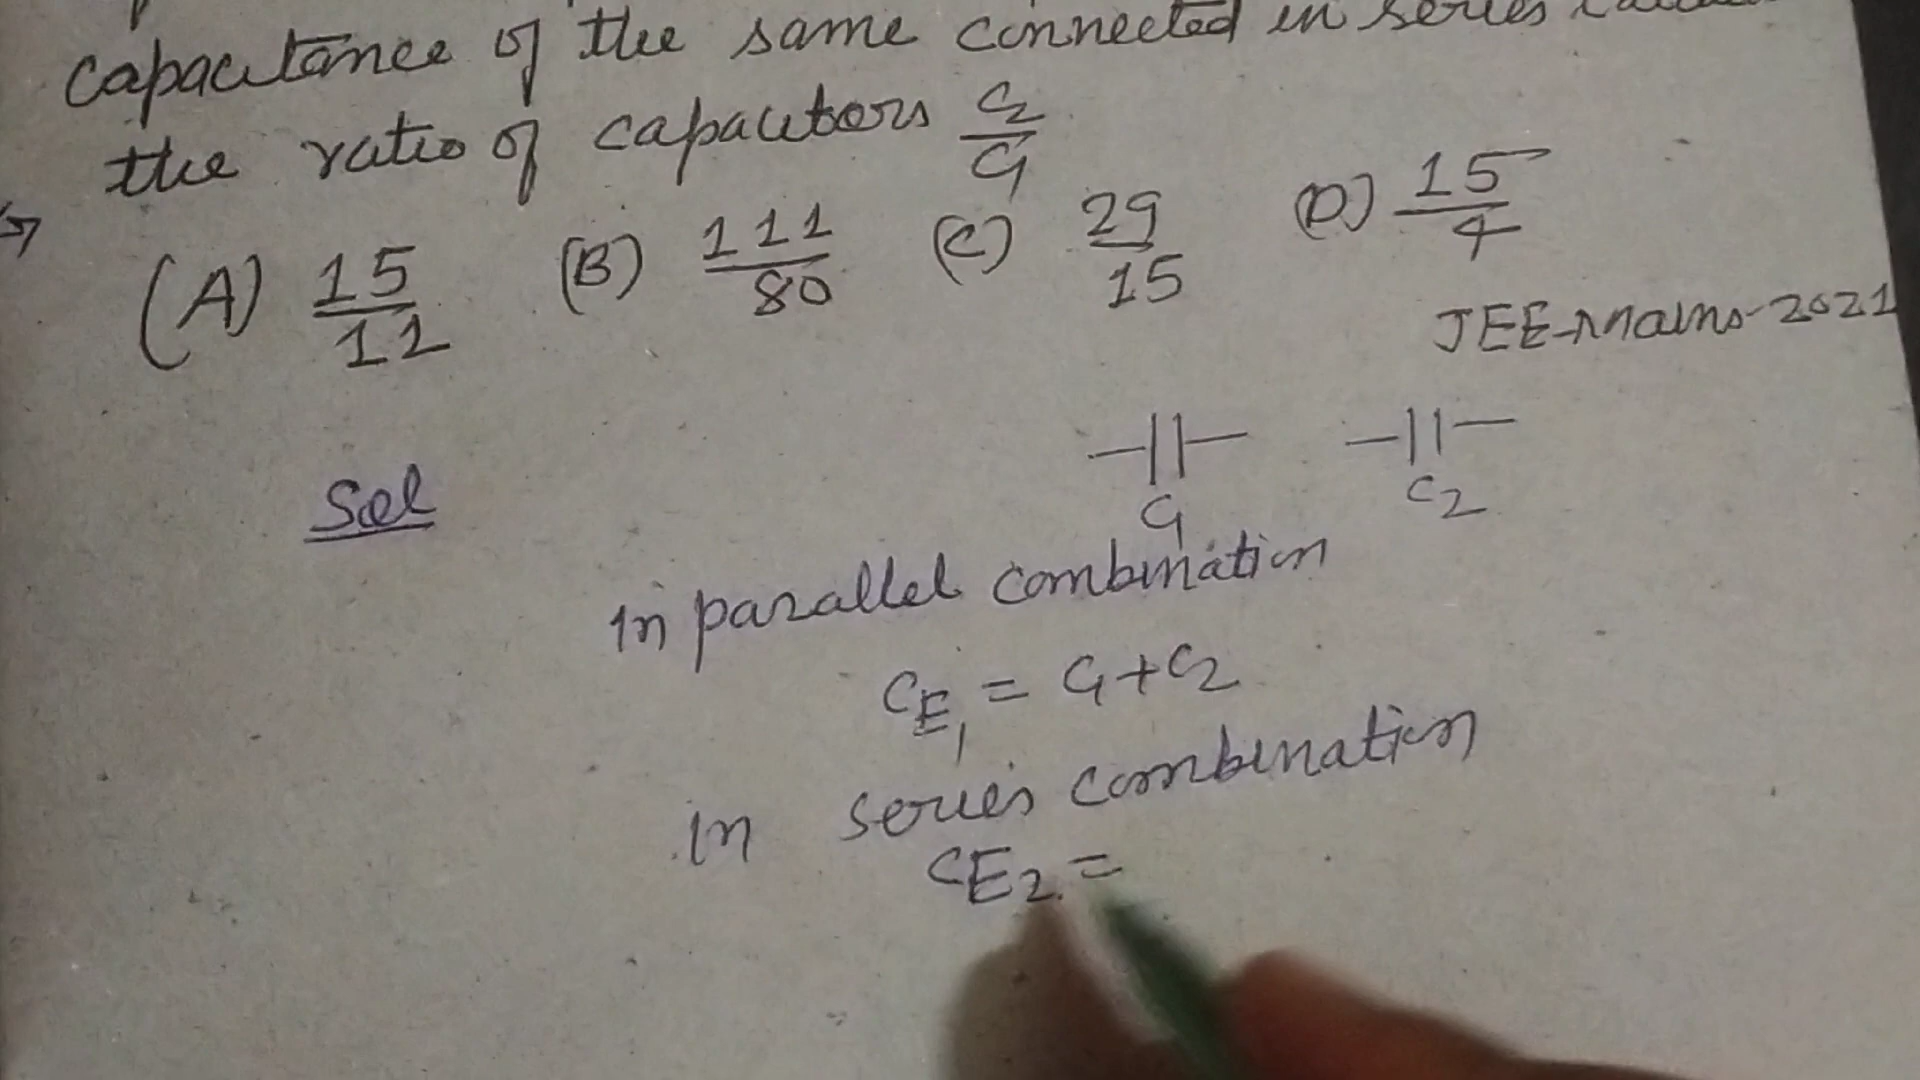 capacitance of the same connected in series
the ratio of capacitors C2/C1
(A) 15/11 (B) 111/80 (C) 29/15 (D) 15/4
JEE-Mains-2021
Sol
C1 C2
in parallel combination
CE1 = C1+C2
in series combination
CE2 =